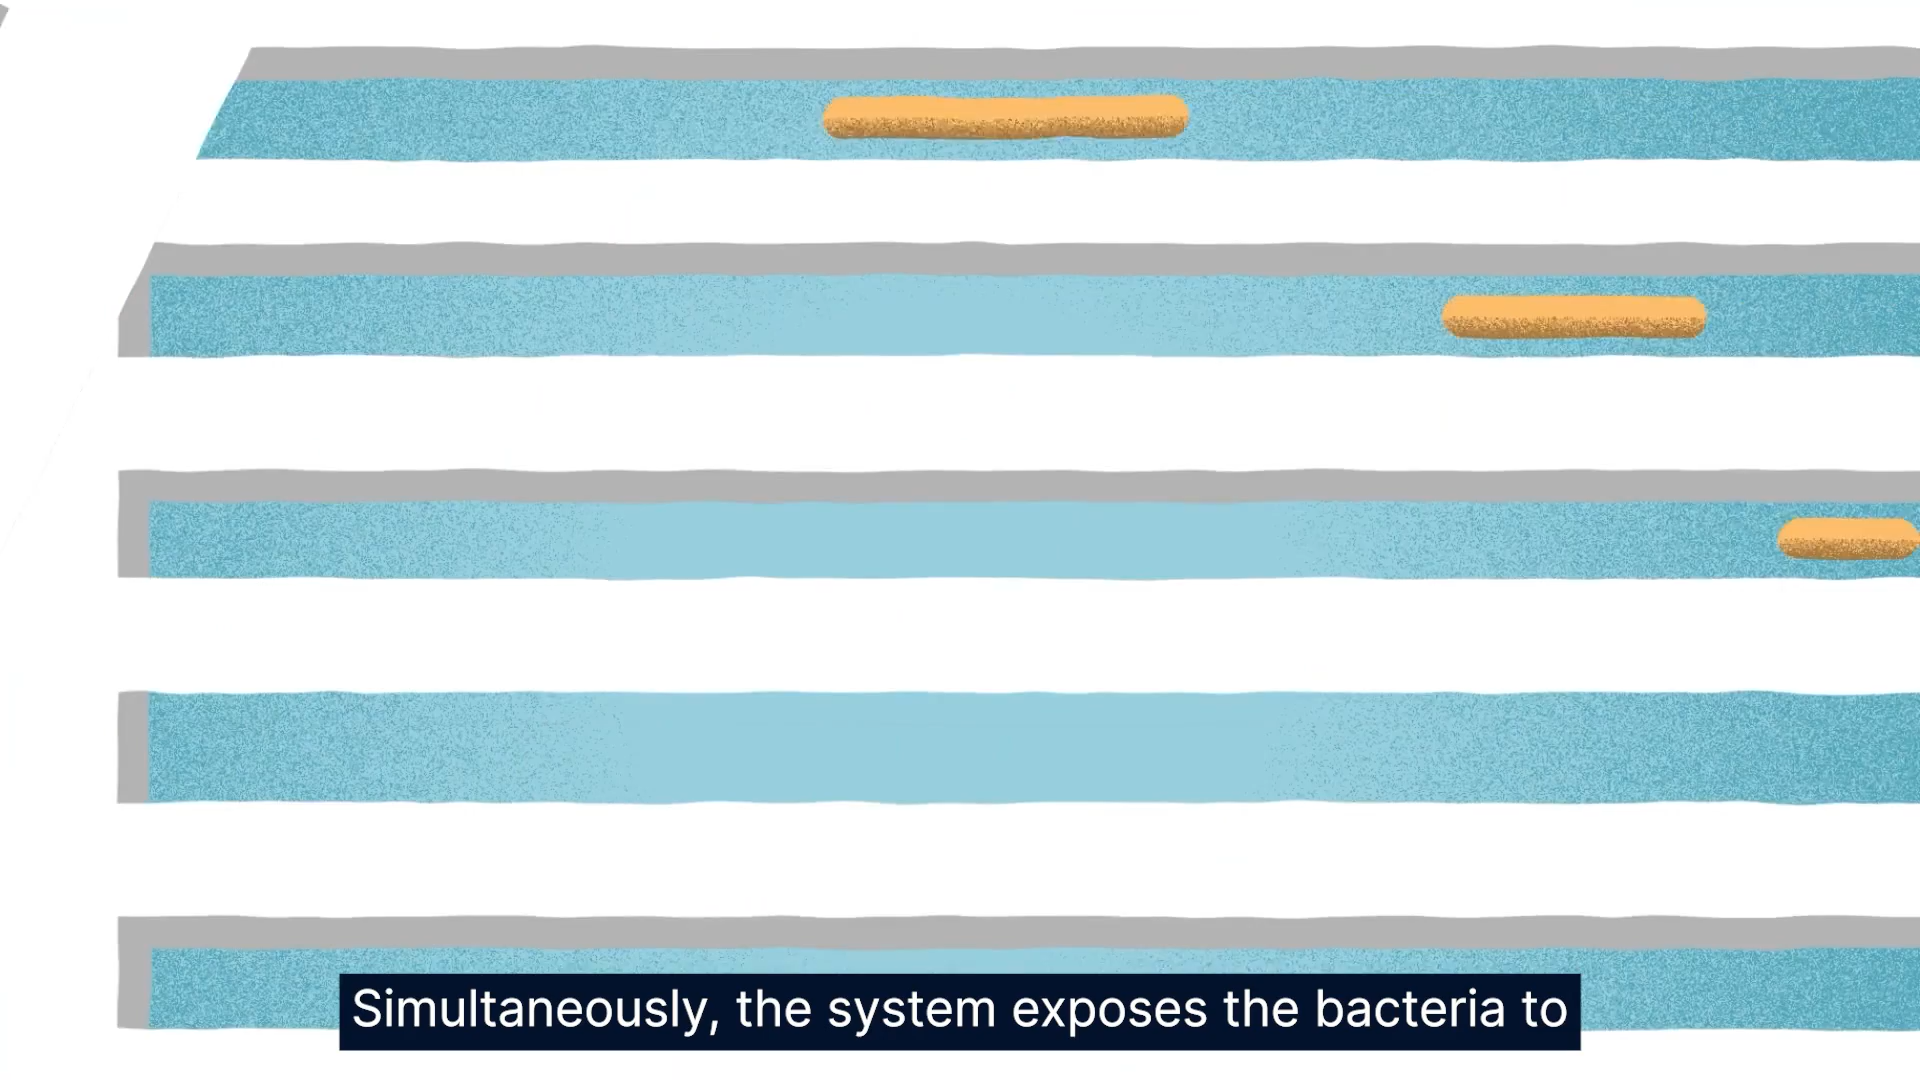 Simultaneously, the system exposes the bacteria to